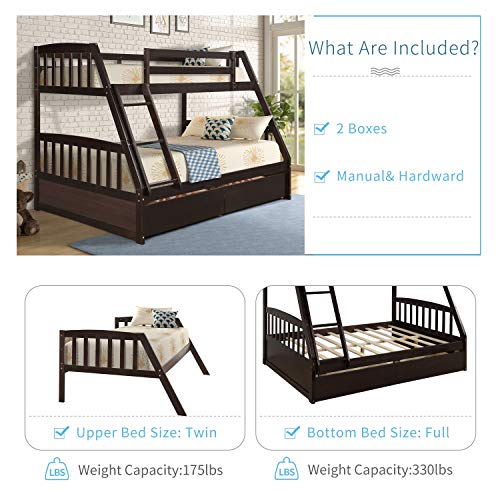 What Are Included?
2 Boxes
Manual& Hardward
Upper Bed Size: Twin
Bottom Bed Size: Full
LBS Weight Capacity:175lbs
LBS Weight Capacity:330lbs